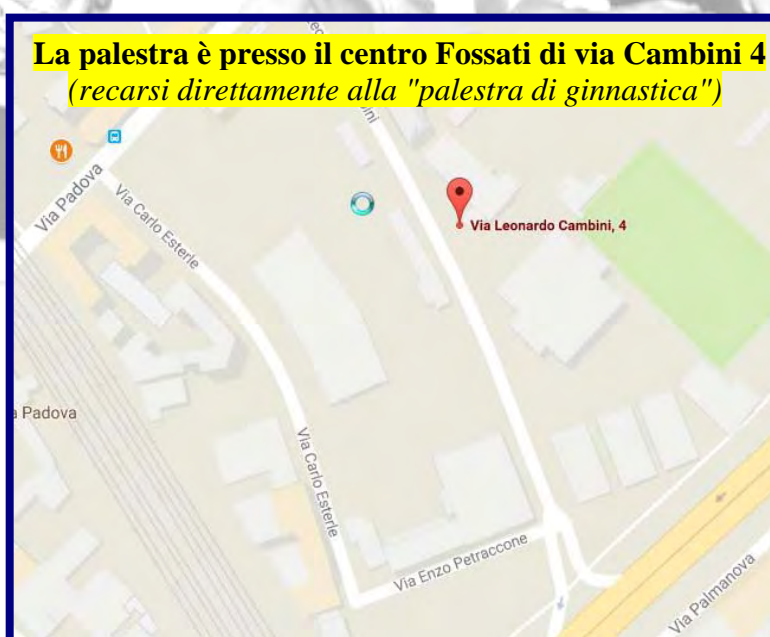 La palestra è presso il centro Fossati di via Cambini 4
(recarsi direttamente alla "palestra di ginnastica")
Via Padova
Via Carlo Esterle
Via Leonardo Cambini, 4
Padova
Via Carlo Esterle
Via Enzo Petraccone
Via Palmanova